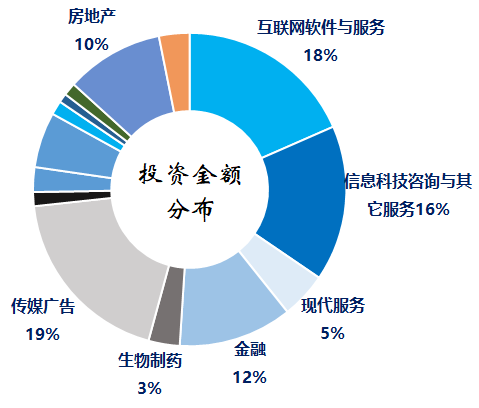 房地产
10%
互联网软件与服务
18%
投资金额
分布
信息科技咨询与其
它服务16%
现代服务
5%
传媒广告
19%
生物制药
3%
金融
12%